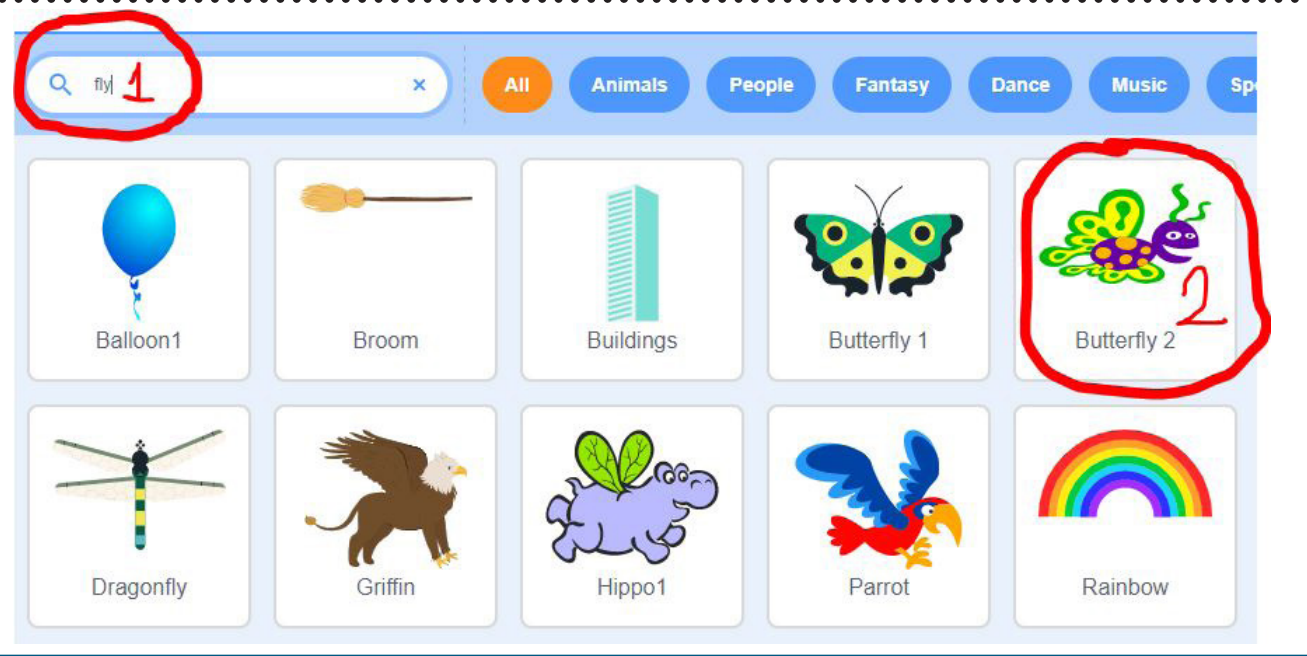 fly 1
All Animals People Fantasy Dance Music
Balloon1 Broom Buildings Butterfly 1 Butterfly 2
2
Dragonfly Griffin Hippo1 Parrot Rainbow